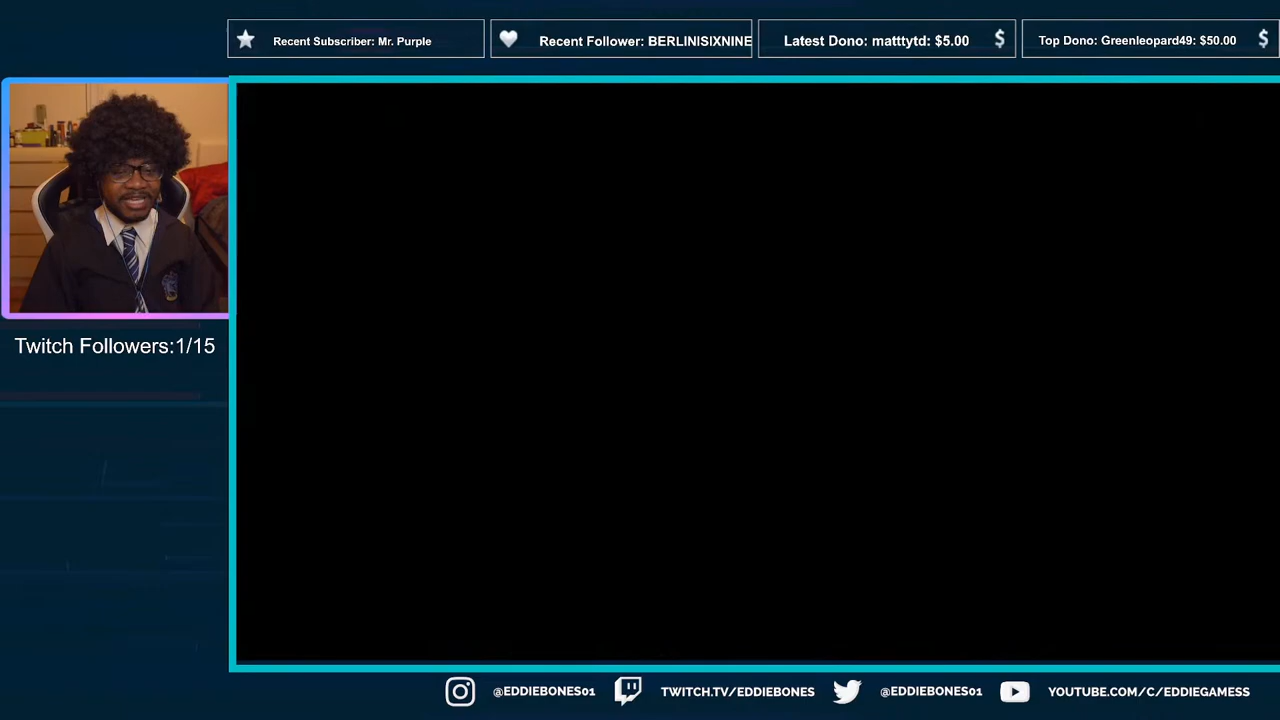 Recent Subscriber: Mr. Purple
Recent Follower: BERLINISIXNINE
Latest Dono: matttytd: $5.00
Top Dono: Greenleopard49: $50.00
Twitch Followers:1/15
@EDDIEBONES01
TWITCH.TV/EDDIEBONES
@EDDIEBONES01
YOUTUBE.COM/C/EDDIEGAMESS